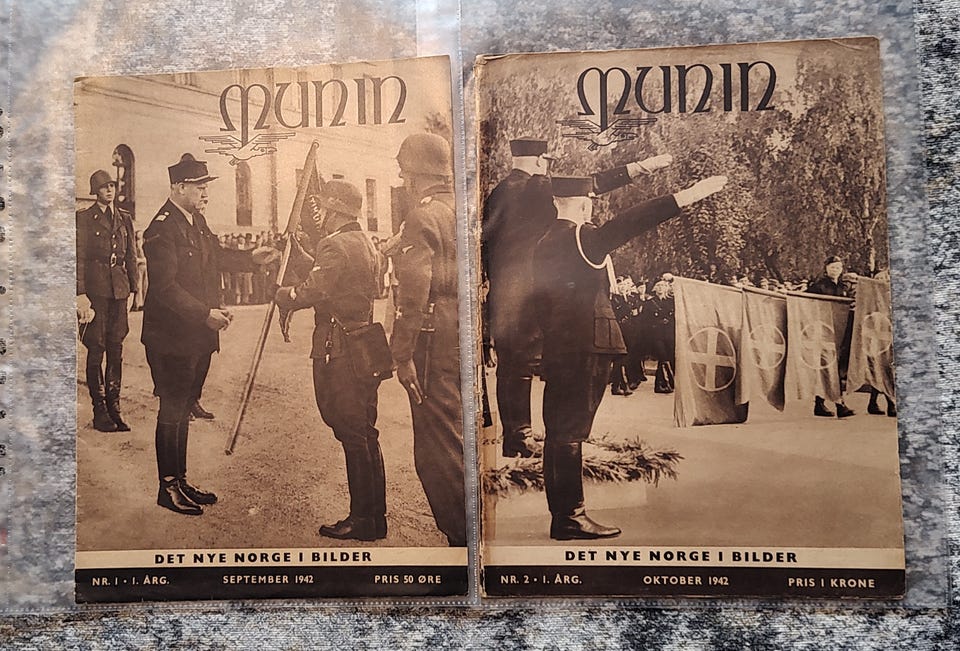 MUNIN
DET NYE NORGE I BILDER
NR. 1 • 1. ÅRG. SEPTEMBER 1942 PRIS 50 ØRE
MUNIN
DET NYE NORGE I BILDER
NR. 2 • 1. ÅRG. OKTOBER 1942 PRIS 1 KRONE